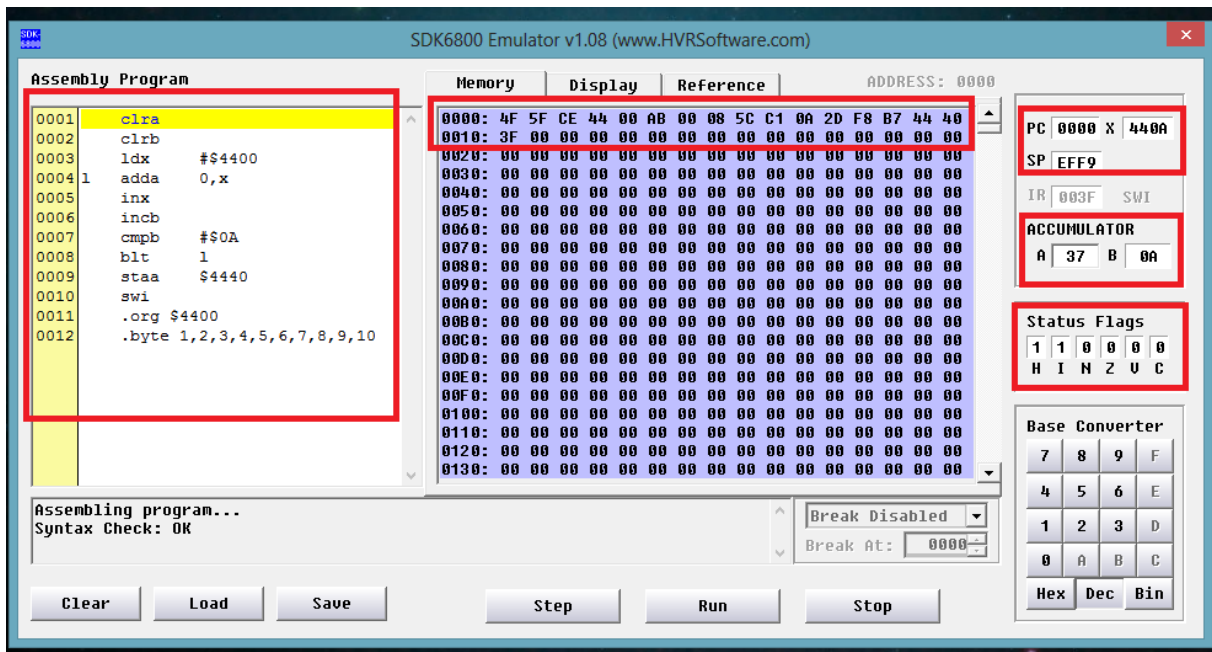 SDK-
6800
SDK6800 Emulator v1.08 (www.HVRSoftware.com)
Assembly Program
Memory Display Reference ADDRESS: 0000
0001 clra
0002 clrb
0003 ldx #$4400
0004 l adda 0,x
0005 inx
0006 incb
0007 cmpb #$0A
0008 blt l
0009 staa $4440
0010 swi
0011 .org $4400
0012 .byte 1,2,3,4,5,6,7,8,9,10
0000: 4F 5F CE 44 00 AB 00 08 5C C1 0A 2D F8 B7 44 40
0010: 3F 00 00 00 00 00 00 00 00 00 00 00 00 00 00 00
0020: 00 00 00 00 00 00 00 00 00 00 00 00 00 00 00 00
0030: 00 00 00 00 00 00 00 00 00 00 00 00 00 00 00 00
0040: 00 00 00 00 00 00 00 00 00 00 00 00 00 00 00 00
0050: 00 00 00 00 00 00 00 00 00 00 00 00 00 00 00 00
0060: 00 00 00 00 00 00 00 00 00 00 00 00 00 00 00 00
0070: 00 00 00 00 00 00 00 00 00 00 00 00 00 00 00 00
0080: 00 00 00 00 00 00 00 00 00 00 00 00 00 00 00 00
0090: 00 00 00 00 00 00 00 00 00 00 00 00 00 00 00 00
00A0: 00 00 00 00 00 00 00 00 00 00 00 00 00 00 00 00
00B0: 00 00 00 00 00 00 00 00 00 00 00 00 00 00 00 00
00C0: 00 00 00 00 00 00 00 00 00 00 00 00 00 00 00 00
00D0: 00 00 00 00 00 00 00 00 00 00 00 00 00 00 00 00
00E0: 00 00 00 00 00 00 00 00 00 00 00 00 00 00 00 00
00F0: 00 00 00 00 00 00 00 00 00 00 00 00 00 00 00 00
0100: 00 00 00 00 00 00 00 00 00 00 00 00 00 00 00 00
0110: 00 00 00 00 00 00 00 00 00 00 00 00 00 00 00 00
0120: 00 00 00 00 00 00 00 00 00 00 00 00 00 00 00 00
0130: 00 00 00 00 00 00 00 00 00 00 00 00 00 00 00 00
PC 0000 X 440A
SP EFF9
IR 003F SWI
ACCUMULATOR
A 37 B 0A
Status Flags
1 1 0 0 0 0
H I N Z V C
Base Converter
7 8 9 F
4 5 6 E
1 2 3 D
0 A B C
Hex Dec Bin
Assembling program...
Syntax Check: OK
Break Disabled
Break At: 0000
Clear Load Save Step Run Stop